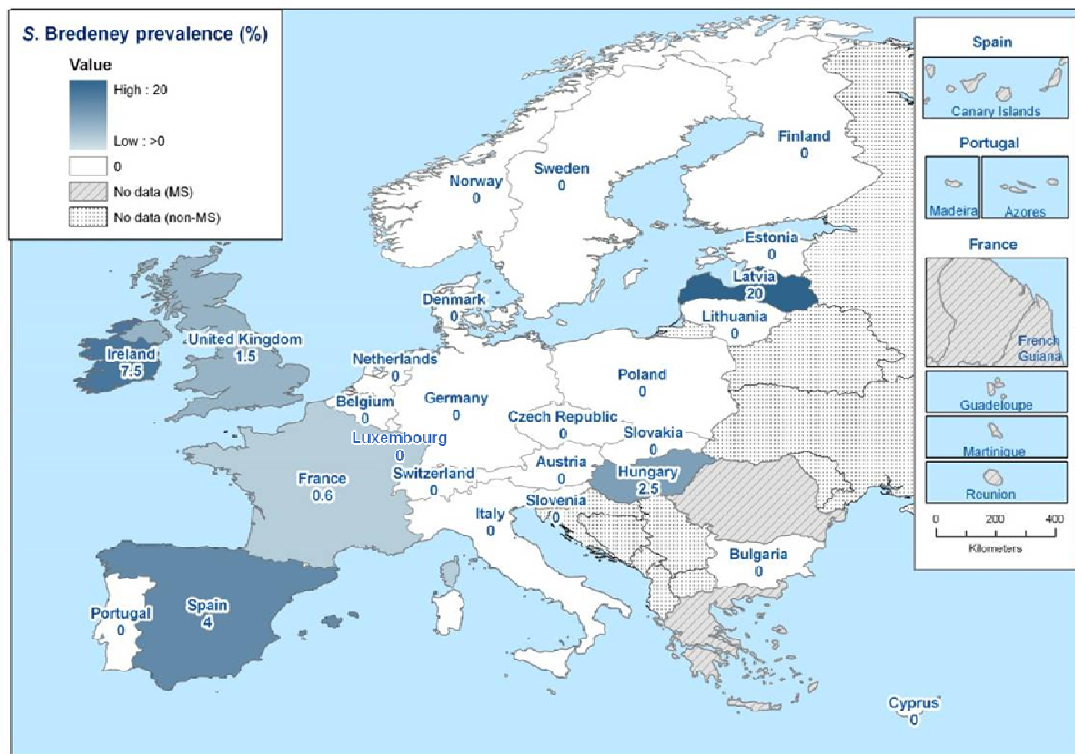 S. Bredeney prevalence (%)
Value
High : 20
Low : >0
0
No data (MS)
No data (non-MS)
Finland
0
Sweden
0
Norway
0
Estonia
0
Latvia
20
Lithuania
0
Denmark
0
United Kingdom
1.5
Ireland
7.5
Netherlands
0
Belgium
0
Germany
0
Poland
0
Czech Republic
0
Luxembourg
0
Slovakia
0
France
0.6
Switzerland
0
Austria
0
Hungary
2.5
Slovenia
0
Italy
0
Bulgaria
0
Portugal
0
Spain
4
Cyprus
0
Spain
Canary Islands
Portugal
Madeira
Azores
France
French
Guiana
Guadeloupe
Martinique
Reunion
0 200 400
Kilometers